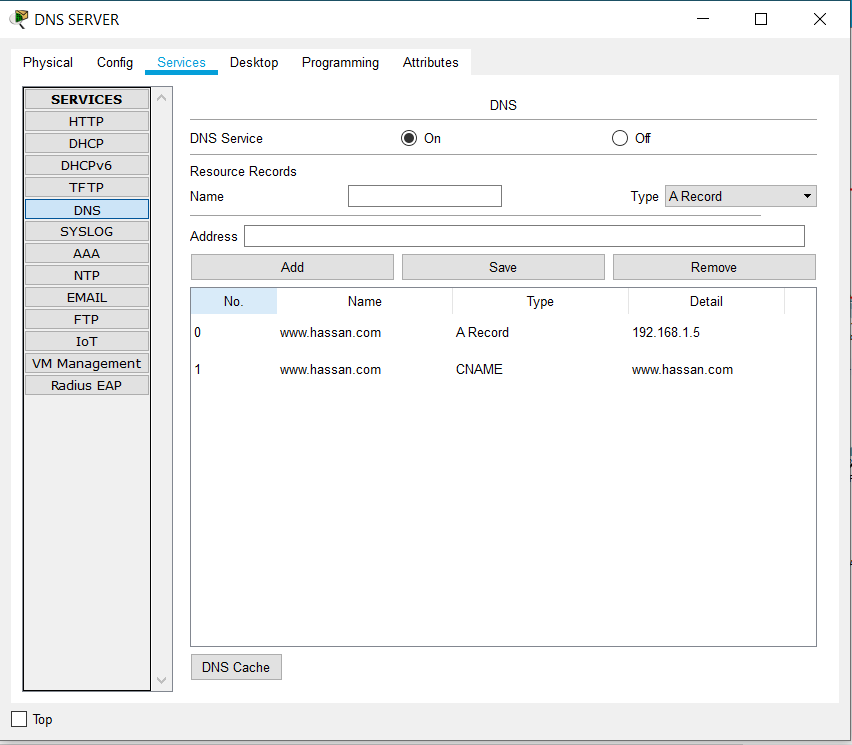 DNS SERVER
Physical Config Services Desktop Programming Attributes
SERVICES
HTTP
DHCP
DHCPv6
TFTP
DNS
SYSLOG
AAA
NTP
EMAIL
FTP
IoT
VM Management
Radius EAP
DNS
DNS Service On Off
Resource Records
Name Type A Record
Address
Add Save Remove
No. Name Type Detail
0 www.hassan.com A Record 192.168.1.5
1 www.hassan.com CNAME www.hassan.com
DNS Cache
Top